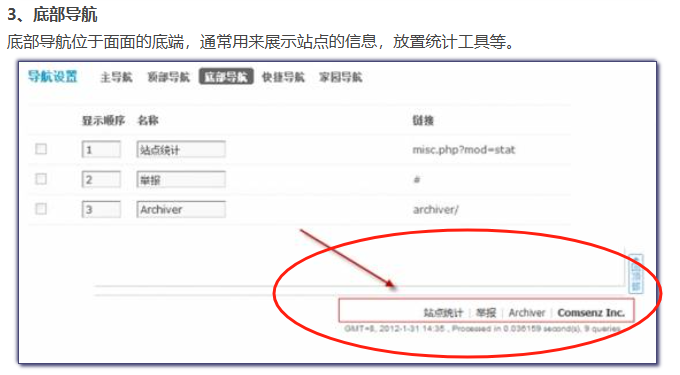 3、底部导航
底部导航位于面面的底端，通常用来展示站点的信息，放置统计工具等。
导航设置 主导航 顶部导航 底部导航 快捷导航 家园导航
显示顺序 名称 链接
1 站点统计 misc.php?mod=stat
2 举报 #
3 Archiver archiver/
站点统计 | 举报 | Archiver | Comsenz Inc.
GMT+8, 2012-1-31 14:35 , Processed in 0.036159 second(s), 9 queries